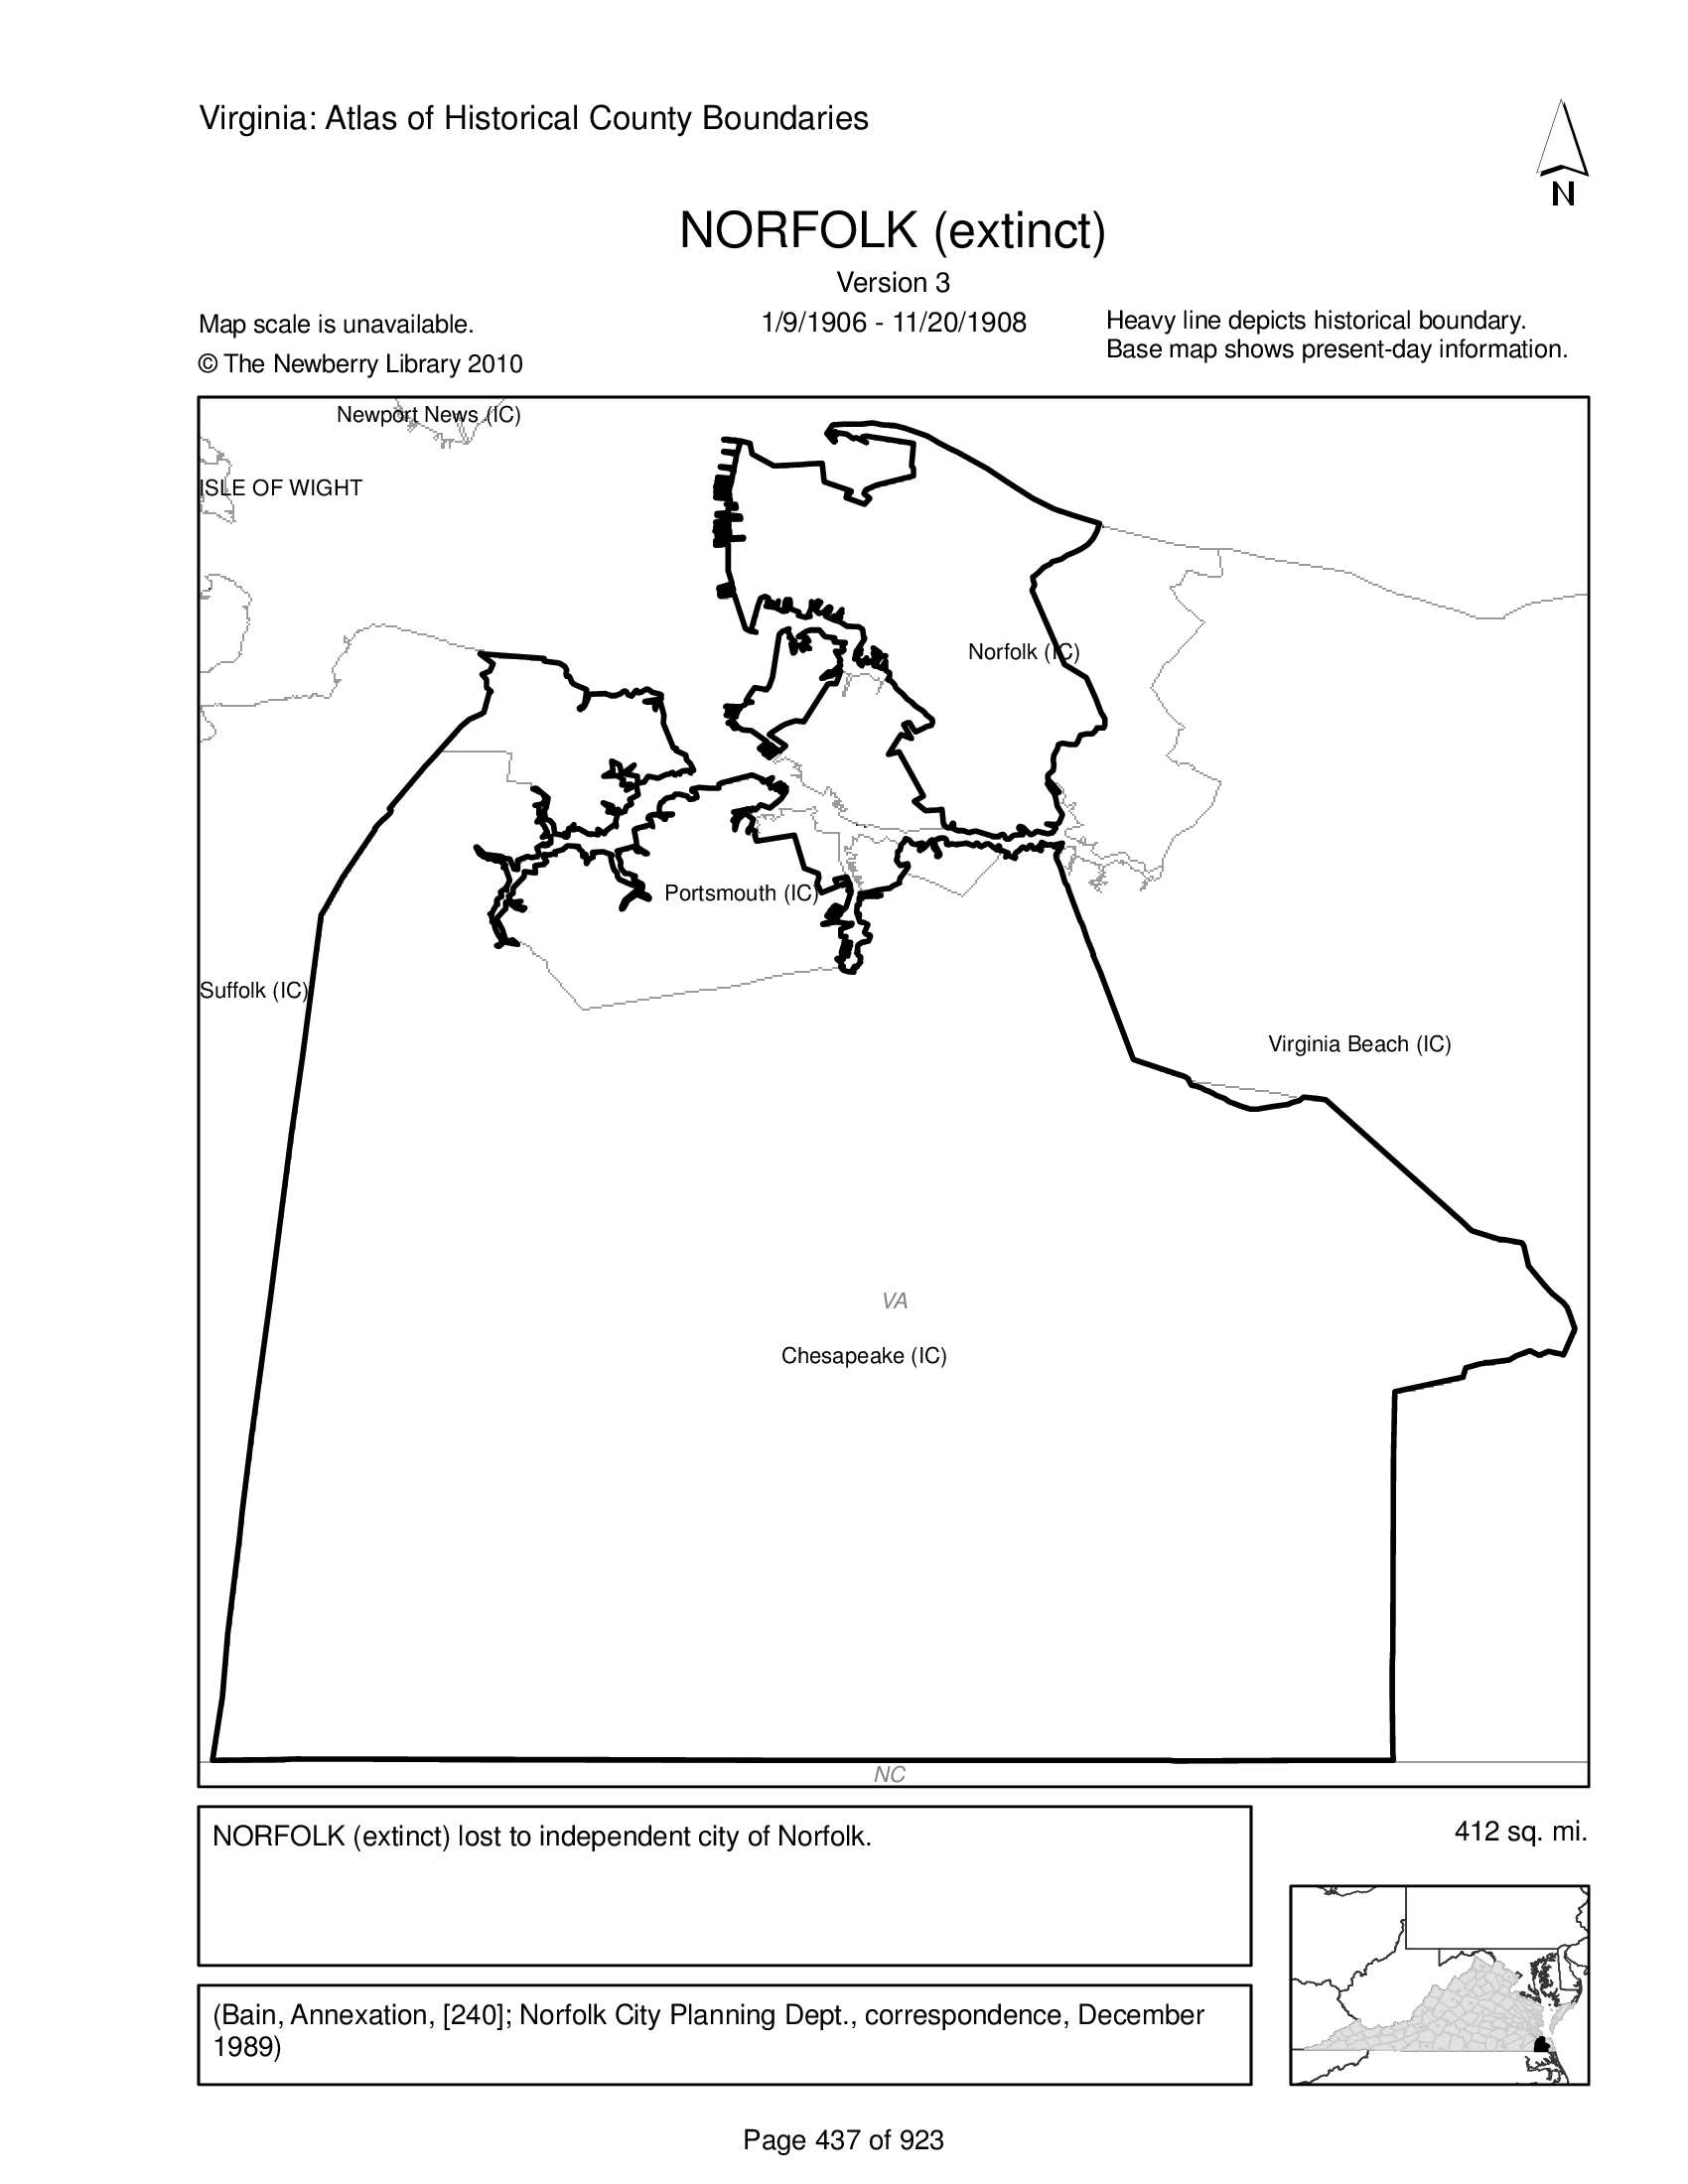 Virginia: Atlas of Historical County Boundaries
N
NORFOLK (extinct)
Version 3
1/9/1906 - 11/20/1908
Map scale is unavailable.
© The Newberry Library 2010
Heavy line depicts historical boundary.
Base map shows present-day information.
Newport News (IC)
ISLE OF WIGHT
Norfolk (IC)
Portsmouth (IC)
Suffolk (IC)
Virginia Beach (IC)
VA
Chesapeake (IC)
NC
NORFOLK (extinct) lost to independent city of Norfolk.
412 sq. mi.
(Bain, Annexation, [240]; Norfolk City Planning Dept., correspondence, December
1989)
Page 437 of 923